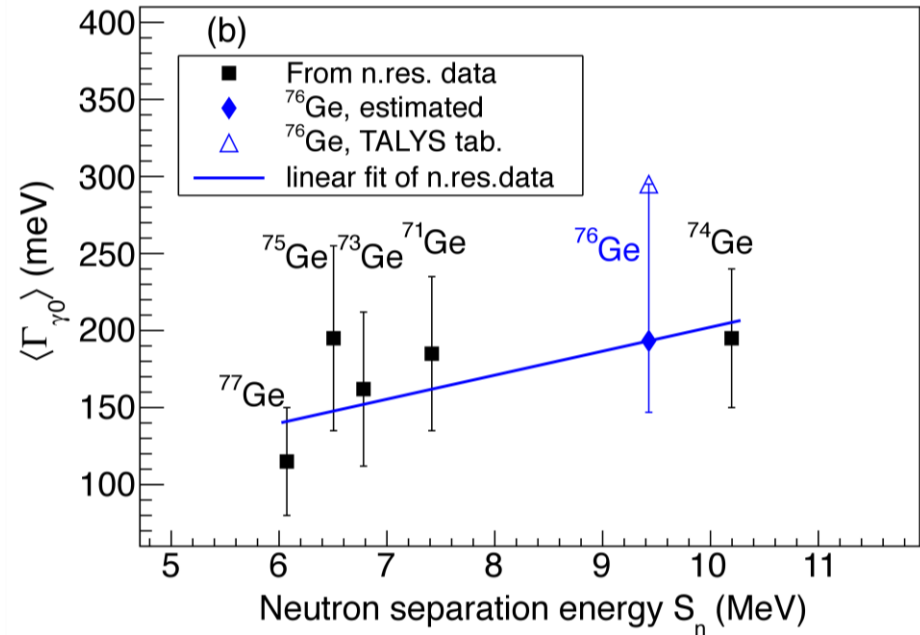 (b)
From n.res. data
⁷⁶Ge, estimated
⁷⁶Ge, TALYS tab.
linear fit of n.res.data
⟨Γγ0⟩ (meV)
400
350
300
250
200
150
100
⁷⁷Ge
⁷⁵Ge
⁷³Ge
⁷¹Ge
⁷⁶Ge
⁷⁴Ge
5 6 7 8 9 10 11
Neutron separation energy Sₙ (MeV)